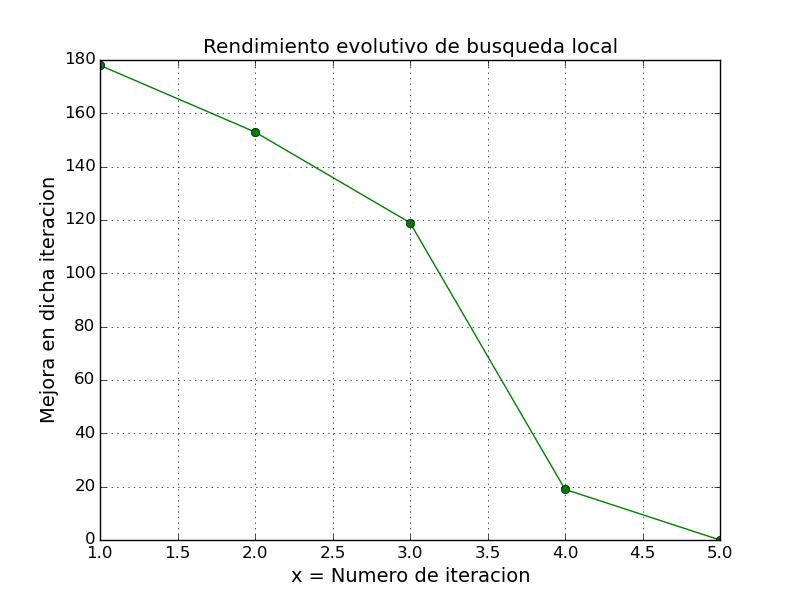 Rendimiento evolutivo de busqueda local
Mejora en dicha iteracion
180
160
140
120
100
80
60
40
20
0
1.0 1.5 2.0 2.5 3.0 3.5 4.0 4.5 5.0
x = Numero de iteracion